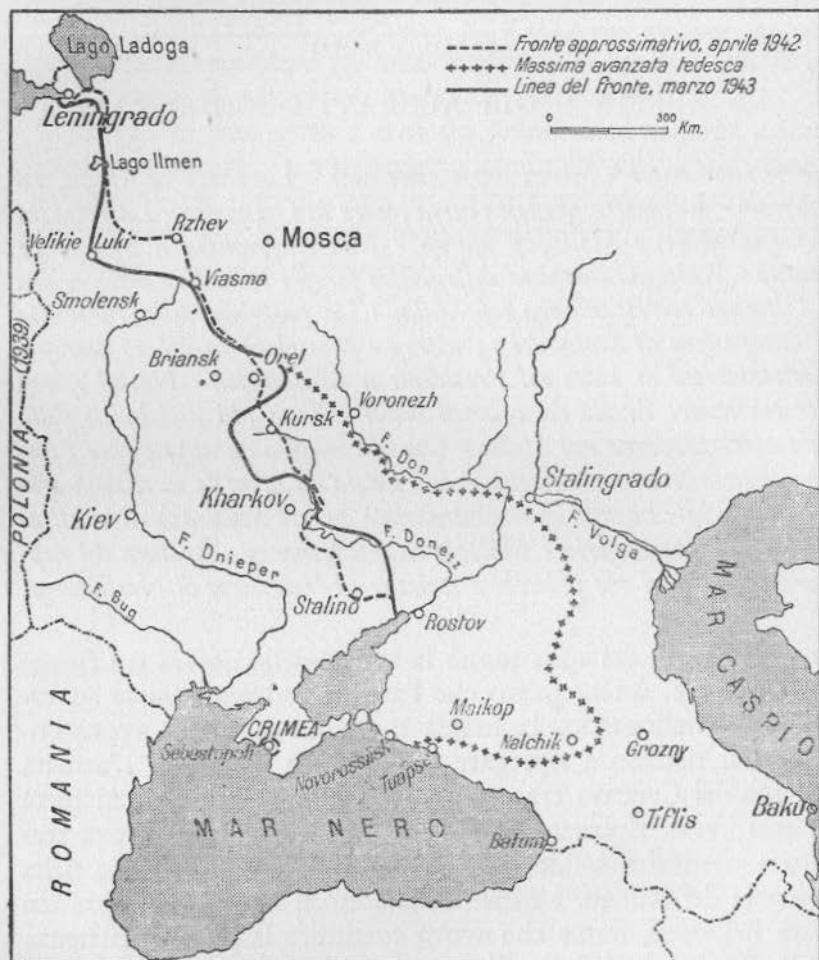 Lago Ladoga
Fronte approssimativo, aprile 1942
Massima avanzata tedesca
Linea del fronte, marzo 1943
0 300 Km.
Leningrado
Lago Ilmen
Rzhev
Mosca
Velikie Luki
Viasma
Smolensk
POLONIA (1939)
Briansk
Orel
Voronezh
Kursk
F. Don
Kharkov
Stalingrado
Kiev
F. Dnieper
F. Donetz
F. Volga
F. Bug
Stalino
Rostov
MAR CASPIO
ROMANIA
CRIMEA
Sebastopoli
Novorossiisk
Tuapse
Maikop
Nalchik
Grozny
MAR NERO
Batum
Tiflis
Baku